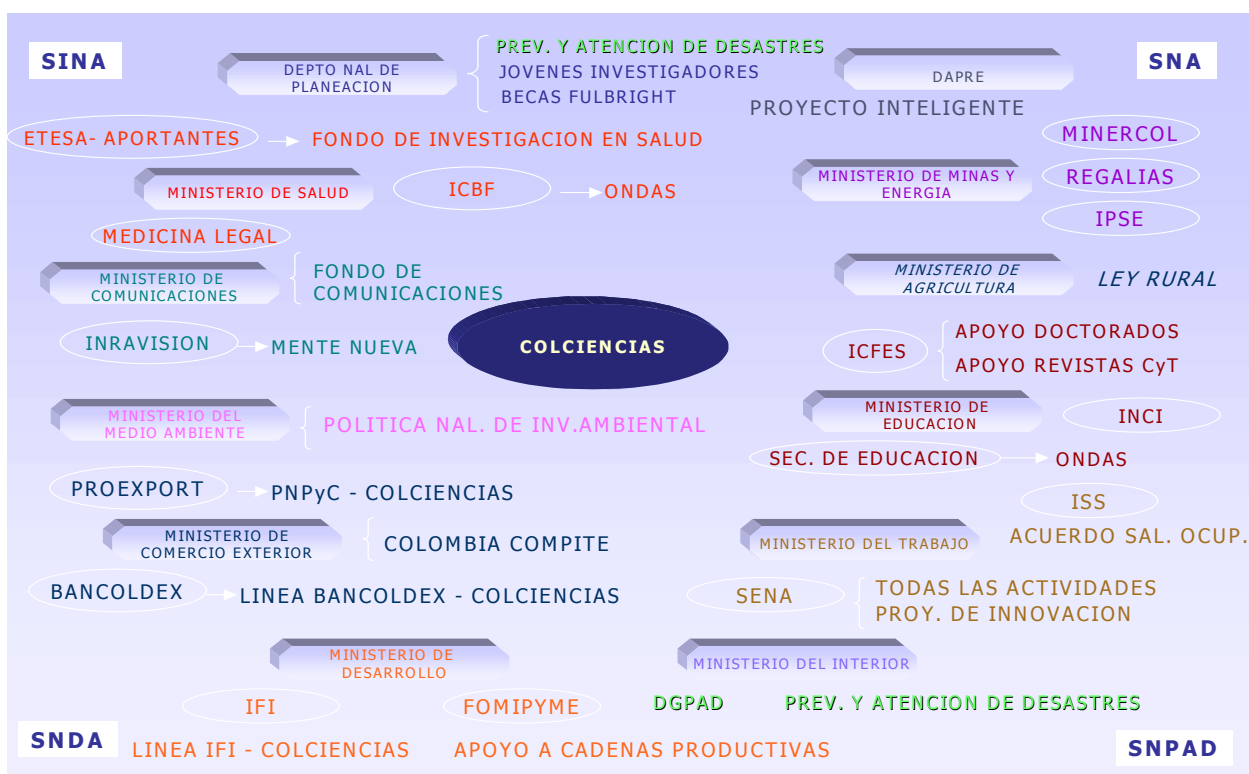 SINA
DEPTO NAL DE
PLANEACION
PREV. Y ATENCION DE DESASTRES
JOVENES INVESTIGADORES
BECAS FULBRIGHT
DAPRE
PROYECTO INTELIGENTE
SNA
ETESA- APORTANTES
FONDO DE INVESTIGACION EN SALUD
MINISTERIO DE SALUD
ICBF
ONDAS
MEDICINA LEGAL
MINERCOL
MINISTERIO DE MINAS Y
ENERGIA
REGALIAS
IPSE
MINISTERIO DE
COMUNICACIONES
FONDO DE
COMUNICACIONES
INRAVISION
MENTE NUEVA
COLCIENCIAS
MINISTERIO DE
AGRICULTURA
LEY RURAL
ICFES
APOYO DOCTORADOS
APOYO REVISTAS CyT
MINISTERIO DEL
MEDIO AMBIENTE
POLITICA NAL. DE INV.AMBIENTAL
MINISTERIO DE
EDUCACION
INCI
SEC. DE EDUCACION
ONDAS
PROEXPORT
PNPyC - COLCIENCIAS
MINISTERIO DE
COMERCIO EXTERIOR
COLOMBIA COMPITE
BANCOLDEX
LINEA BANCOLDEX - COLCIENCIAS
ISS
MINISTERIO DEL TRABAJO
ACUERDO SAL. OCUP.
SENA
TODAS LAS ACTIVIDADES
PROY. DE INNOVACION
MINISTERIO DE
DESARROLLO
IFI
FOMIPYME
LINEA IFI - COLCIENCIAS
APOYO A CADENAS PRODUCTIVAS
MINISTERIO DEL INTERIOR
DGPAD
PREV. Y ATENCION DE DESASTRES
SNDA
SNPAD